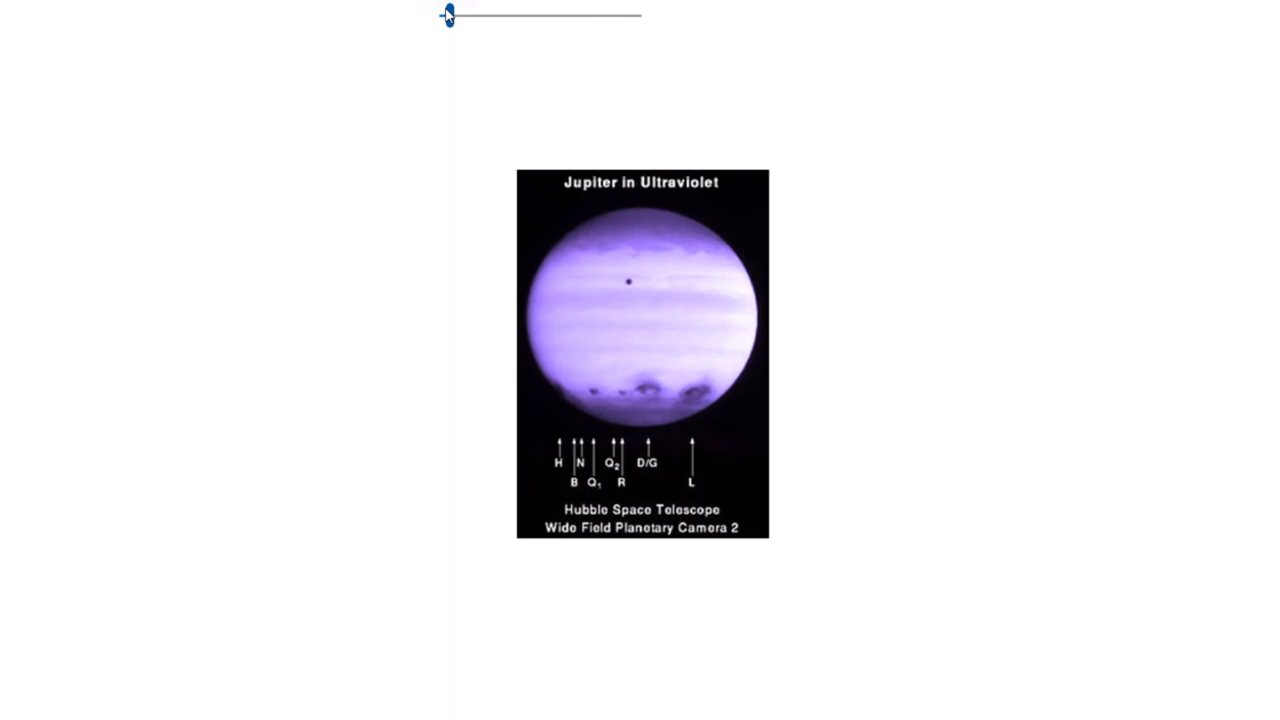 Jupiter in Ultraviolet
H N Q2 D/G
B Q1 R L
Hubble Space Telescope
Wide Field Planetary Camera 2